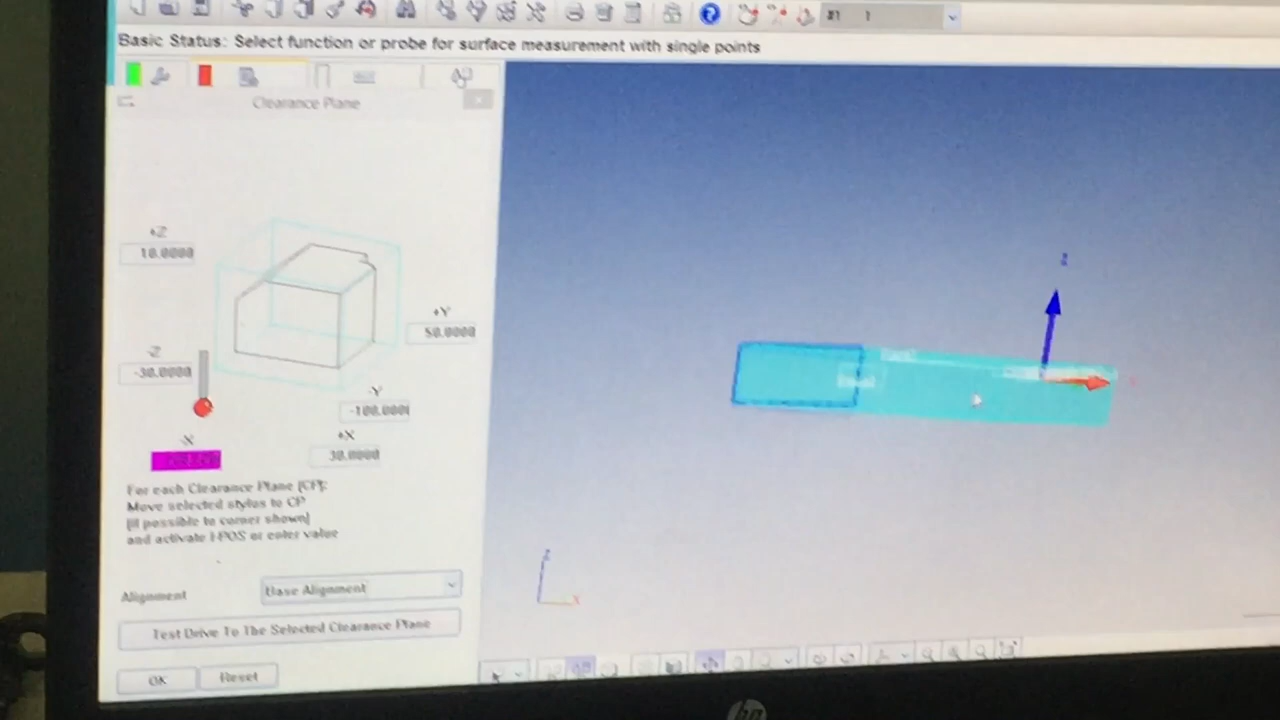 Basic Status: Select function or probe for surface measurement with single points
Clearance Plane
+Z
10.0000
+Y
50.0000
-Z
-30.0000
-Y
-100.0000
-X
+X
30.0000
For each Clearance Plane [CP]:
Move selected stylus to CP
[if possible to corner shown]
and activate I-POS or enter value
Alignment
Base Alignment
Test Drive To The Selected Clearance Plane
OK
Reset
Z
Z
X
hp